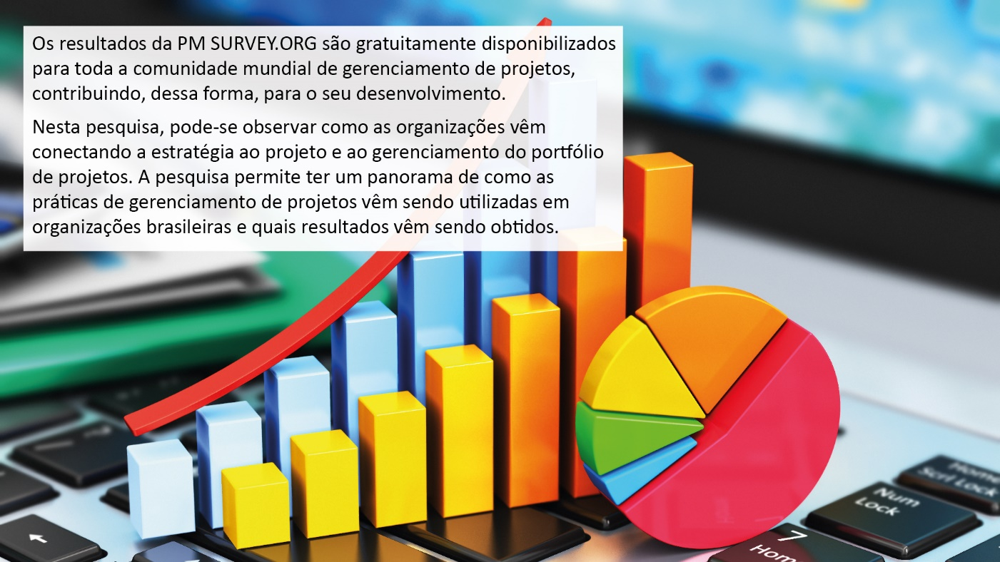 Os resultados da PM SURVEY.ORG são gratuitamente disponibilizados
para toda a comunidade mundial de gerenciamento de projetos,
contribuindo, dessa forma, para o seu desenvolvimento.
Nesta pesquisa, pode-se observar como as organizações vêm
conectando a estratégia ao projeto e ao gerenciamento do portfólio
de projetos. A pesquisa permite ter um panorama de como as
práticas de gerenciamento de projetos vêm sendo utilizadas em
organizações brasileiras e quais resultados vêm sendo obtidos.
Home
Scrl Lock
Num
Lock
7
Home